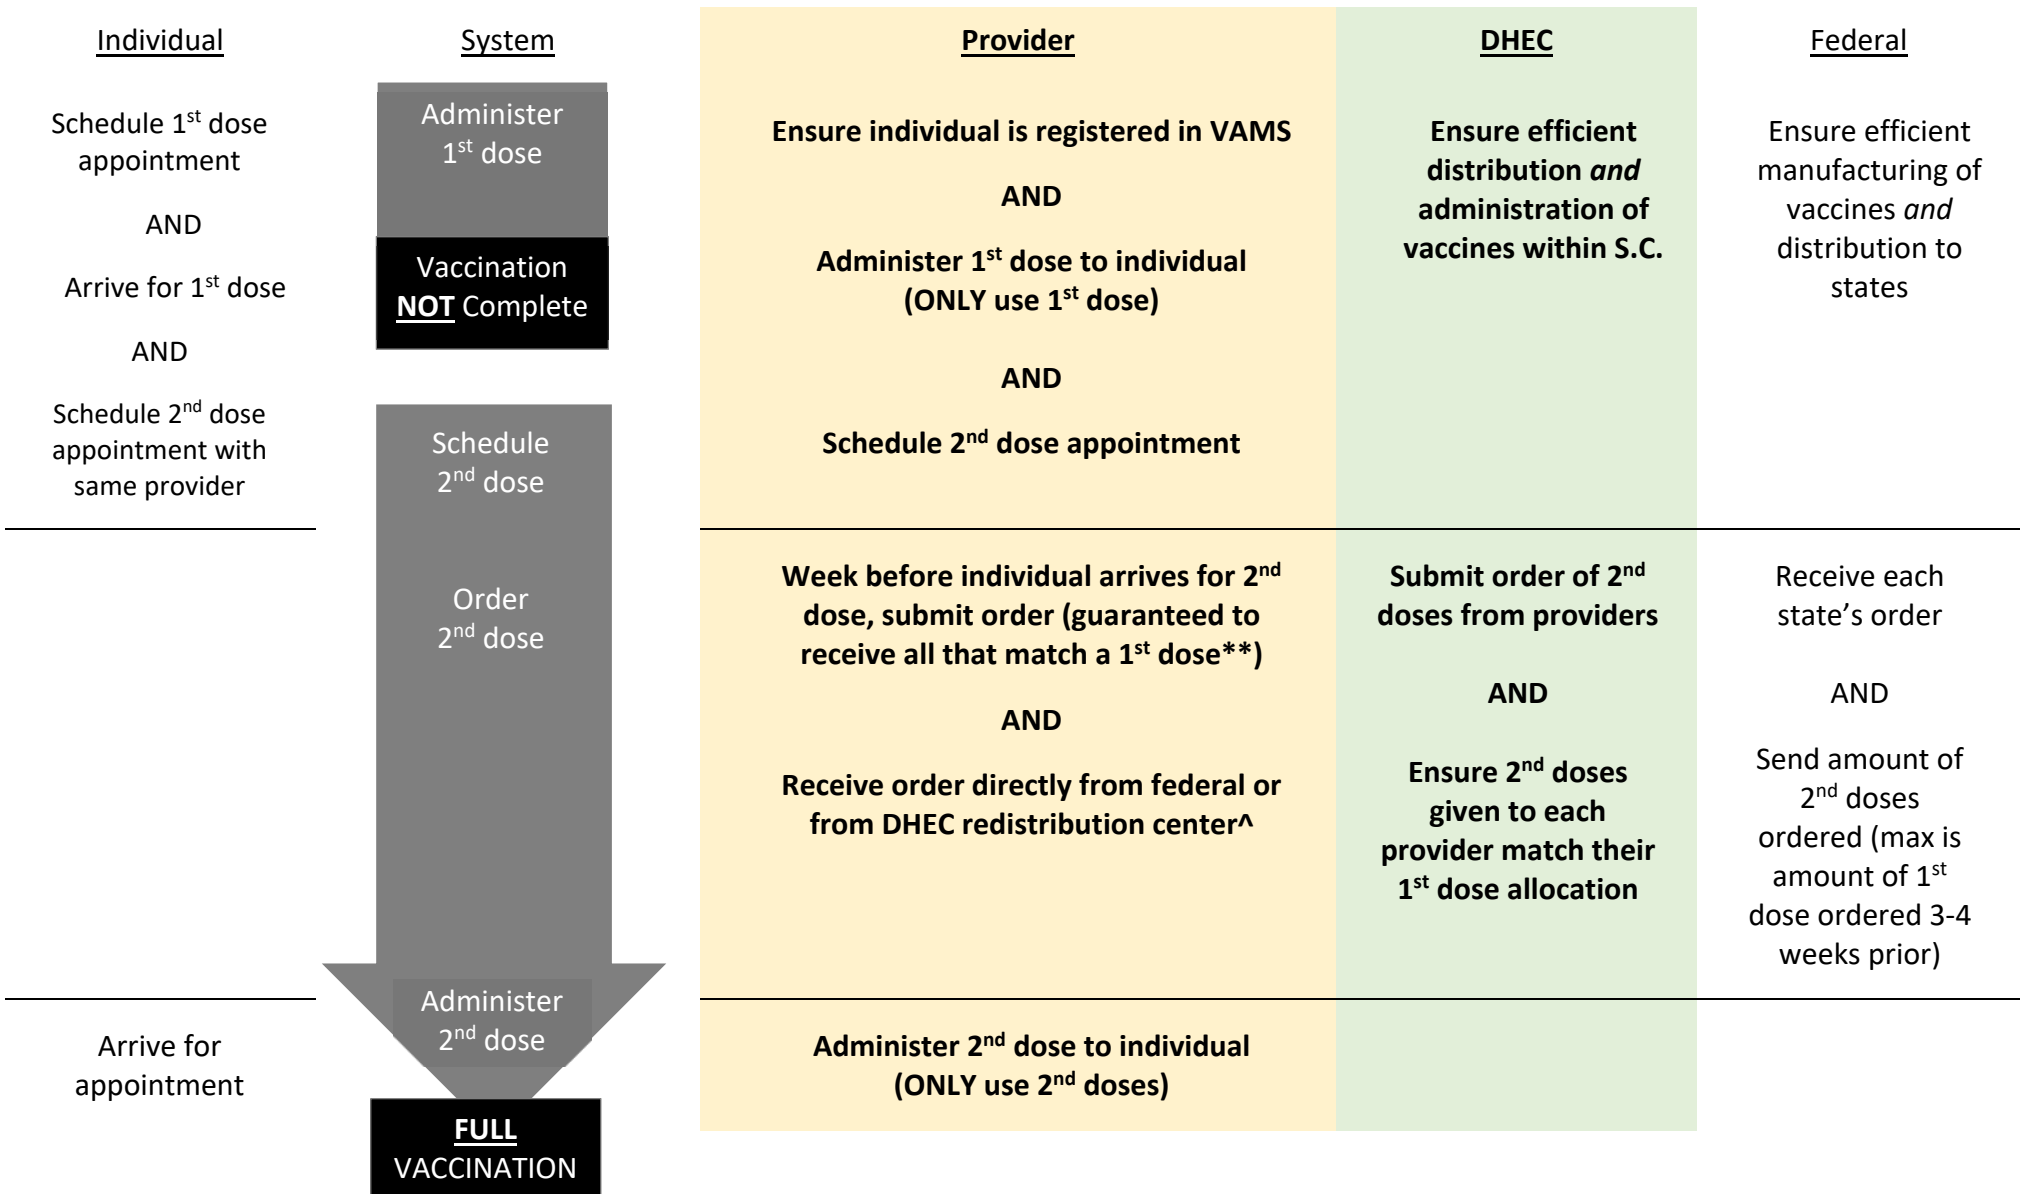 Individual
Schedule 1st dose
appointment
AND
Arrive for 1st dose
AND
Schedule 2nd dose
appointment with
same provider
Arrive for
appointment
System
Administer
1st dose
Vaccination
NOT Complete
Schedule
2nd dose
Order
2nd dose
Administer
2nd dose
FULL
VACCINATION
Provider
Ensure individual is registered in VAMS
AND
Administer 1st dose to individual
(ONLY use 1st dose)
AND
Schedule 2nd dose appointment
Week before individual arrives for 2nd
dose, submit order (guaranteed to
receive all that match a 1st dose**)
AND
Receive order directly from federal or
from DHEC redistribution center^
Administer 2nd dose to individual
(ONLY use 2nd doses)
DHEC
Ensure efficient
distribution and
administration of
vaccines within S.C.
Submit order of 2nd
doses from providers
AND
Ensure 2nd doses
given to each
provider match their
1st dose allocation
Federal
Ensure efficient
manufacturing of
vaccines and
distribution to
states
Receive each
state’s order
AND
Send amount of
2nd doses
ordered (max is
amount of 1st
dose ordered 3-4
weeks prior)